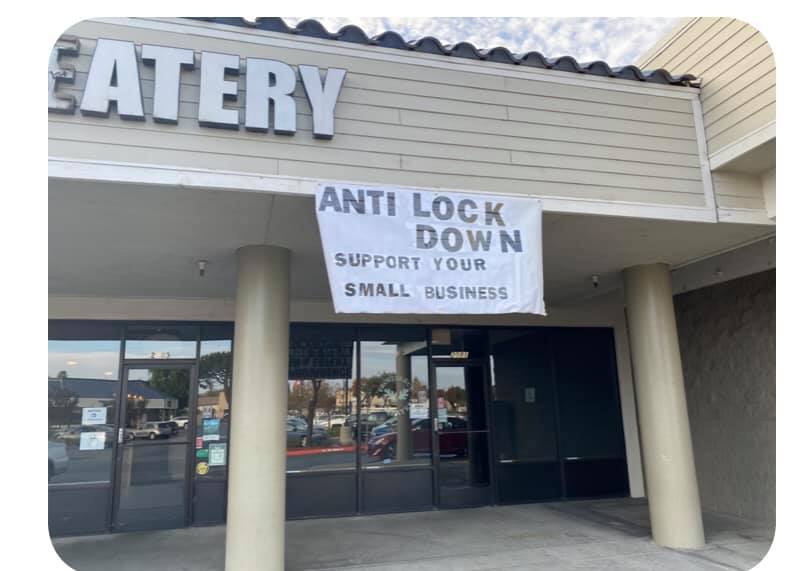 EATERY
ANTI LOCK
DOWN
SUPPORT YOUR
SMALL BUSINESS